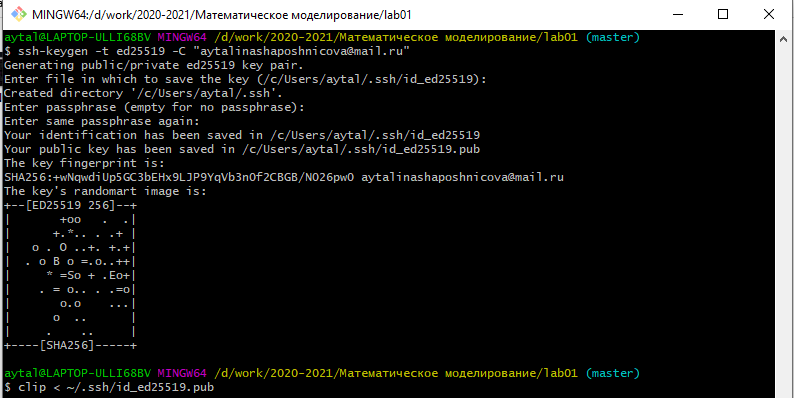 MINGW64:/d/work/2020-2021/Математическое моделирование/lab01
aytal@LAPTOP-ULLI68BV MINGW64 /d/work/2020-2021/Математическое моделирование/lab01 (master)
$ ssh-keygen -t ed25519 -C "aytalinashaposhnicova@mail.ru"
Generating public/private ed25519 key pair.
Enter file in which to save the key (/c/Users/aytal/.ssh/id_ed25519):
Created directory '/c/Users/aytal/.ssh'.
Enter passphrase (empty for no passphrase):
Enter same passphrase again:
Your identification has been saved in /c/Users/aytal/.ssh/id_ed25519
Your public key has been saved in /c/Users/aytal/.ssh/id_ed25519.pub
The key fingerprint is:
SHA256:+wNqwdiUp5GC3bEHx9LJP9YqVb3nOf2CBGB/NO26pw0 aytalinashaposhnicova@mail.ru
The key's randomart image is:
+--[ED25519 256]--+
|       +oo   .  .|
|      +.*.. . .+ |
|   o . O ..+. +.+|
|  . o B o =.o..++|
|     * =So + .Eo+|
|    . = o.. . .=o|
|       o.o    ...|
|      o  ..      |
|     .    ..     |
+----[SHA256]-----+
aytal@LAPTOP-ULLI68BV MINGW64 /d/work/2020-2021/Математическое моделирование/lab01 (master)
$ clip < ~/.ssh/id_ed25519.pub